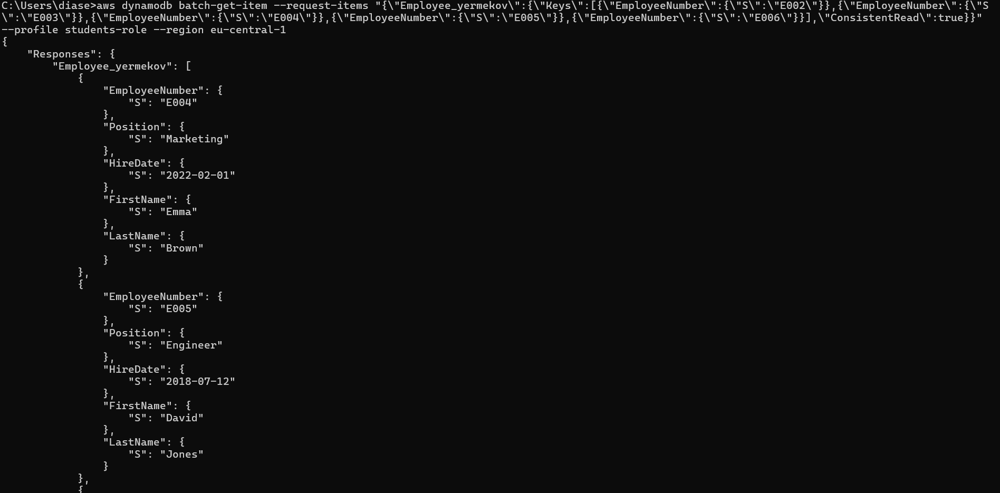 C:\Users\diase>aws dynamodb batch-get-item --request-items "{\"Employee_yermekov\":{\"Keys\":[{\"EmployeeNumber\":{\"S\":\"E002\"}},{\"EmployeeNumber\":{\"S
\":\"E003\"}},{\"EmployeeNumber\":{\"S\":\"E004\"}},{\"EmployeeNumber\":{\"S\":\"E005\"}},{\"EmployeeNumber\":{\"S\":\"E006\"}}],\"ConsistentRead\":true}}"
--profile students-role --region eu-central-1
{
    "Responses": {
        "Employee_yermekov": [
            {
                "EmployeeNumber": {
                    "S": "E004"
                },
                "Position": {
                    "S": "Marketing"
                },
                "HireDate": {
                    "S": "2022-02-01"
                },
                "FirstName": {
                    "S": "Emma"
                },
                "LastName": {
                    "S": "Brown"
                }
            },
            {
                "EmployeeNumber": {
                    "S": "E005"
                },
                "Position": {
                    "S": "Engineer"
                },
                "HireDate": {
                    "S": "2018-07-12"
                },
                "FirstName": {
                    "S": "David"
                },
                "LastName": {
                    "S": "Jones"
                }
            },
            {